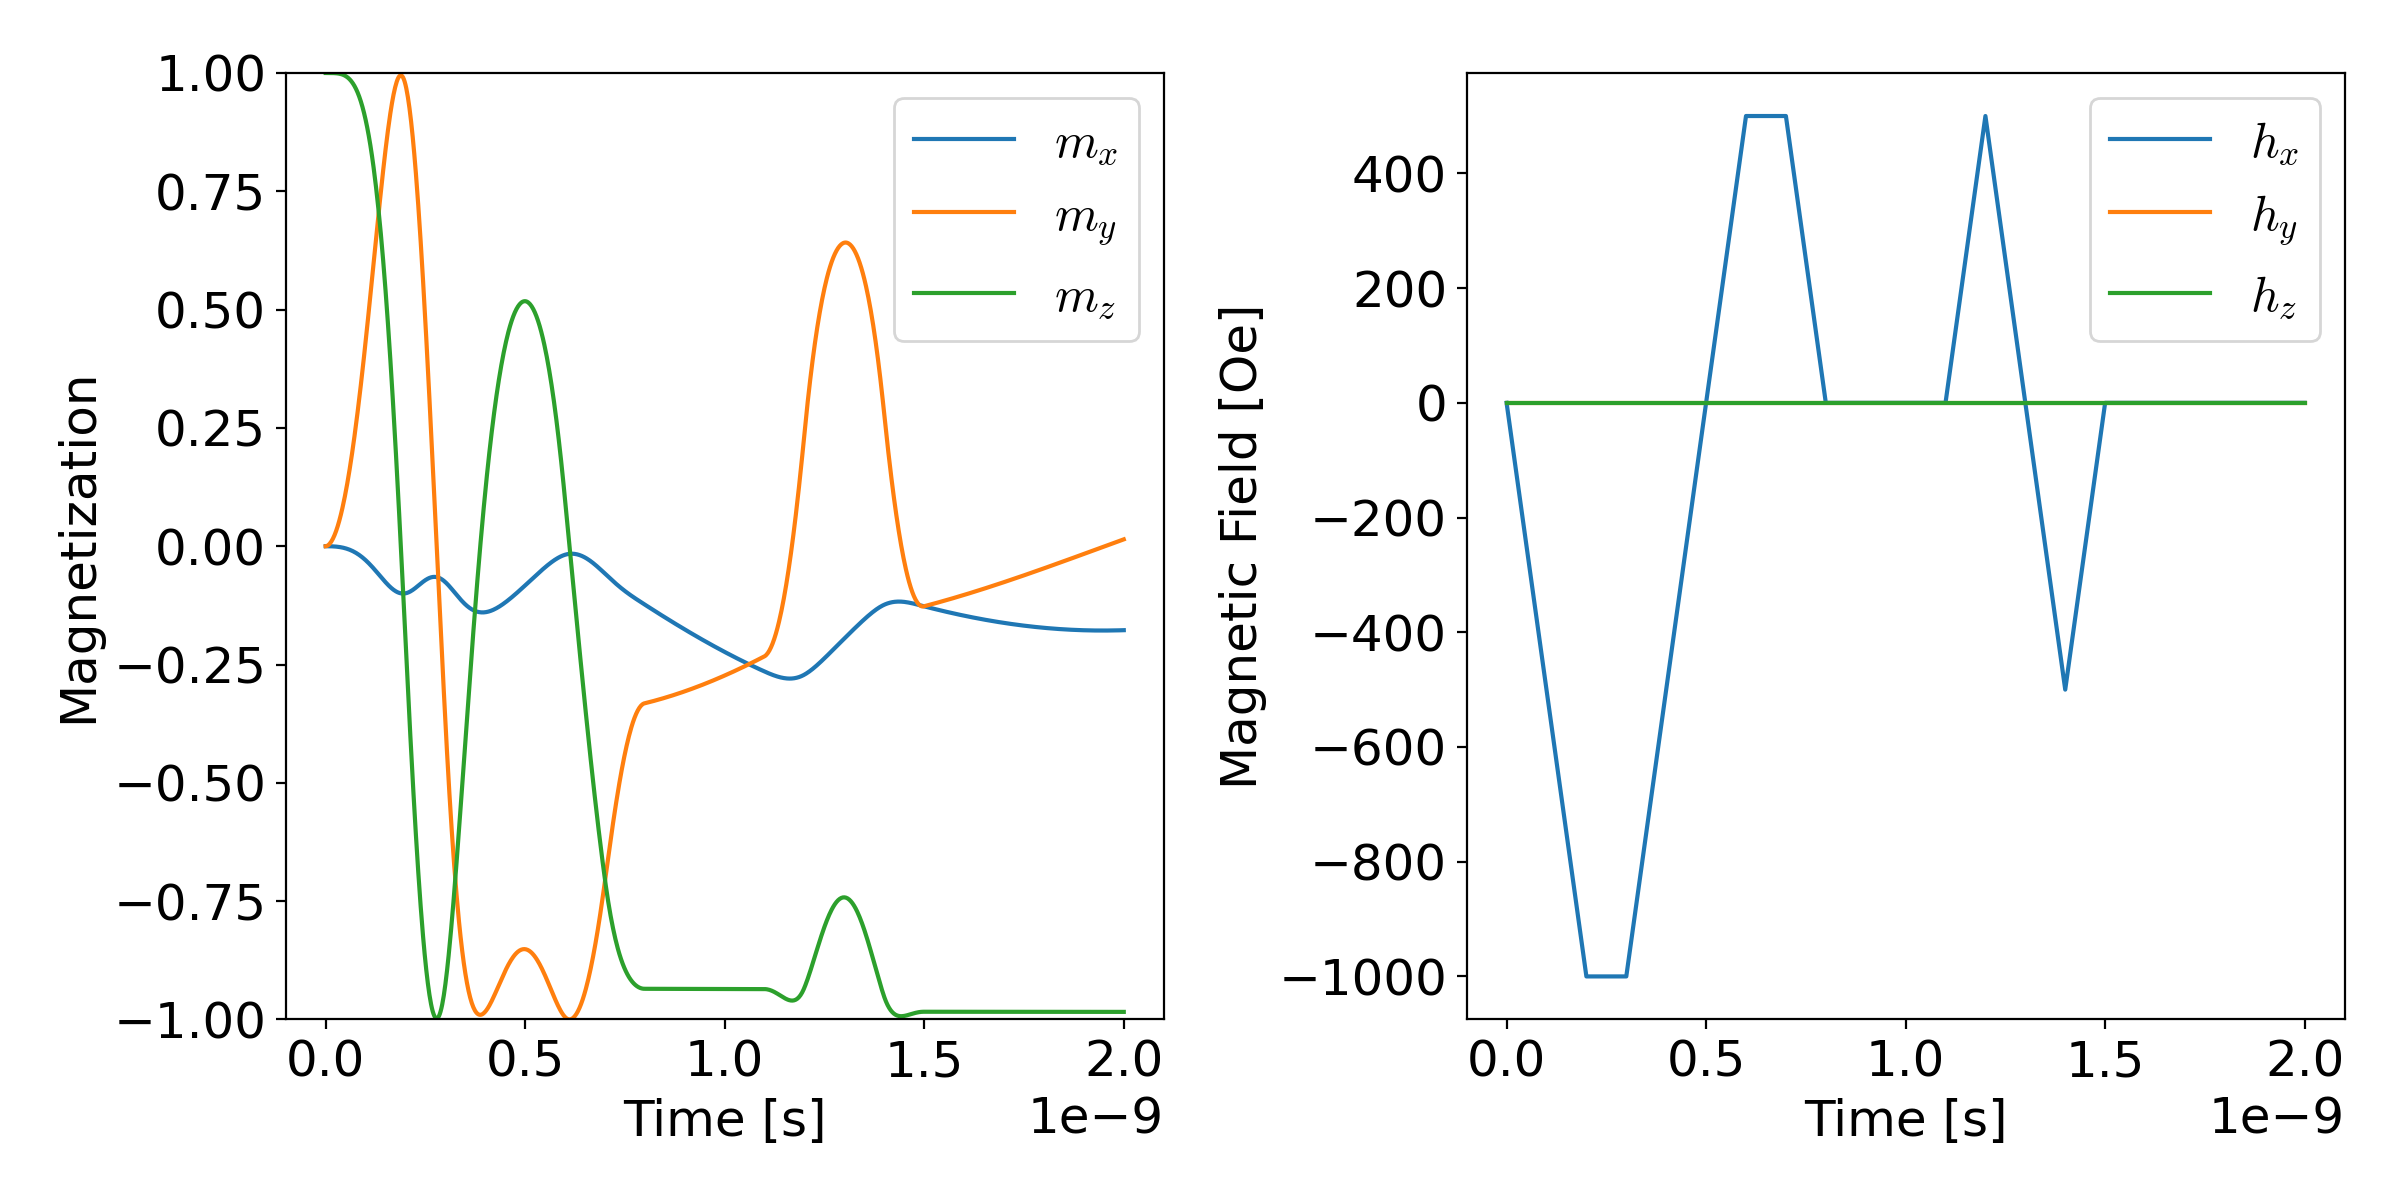 Magnetization
1.00
0.75
0.50
0.25
0.00
−0.25
−0.50
−0.75
−1.00
0.0 0.5 1.0 1.5 2.0
Time [s]
1e−9
m_x
m_y
m_z
Magnetic Field [Oe]
400
200
0
−200
−400
−600
−800
−1000
0.0 0.5 1.0 1.5 2.0
Time [s]
1e−9
h_x
h_y
h_z